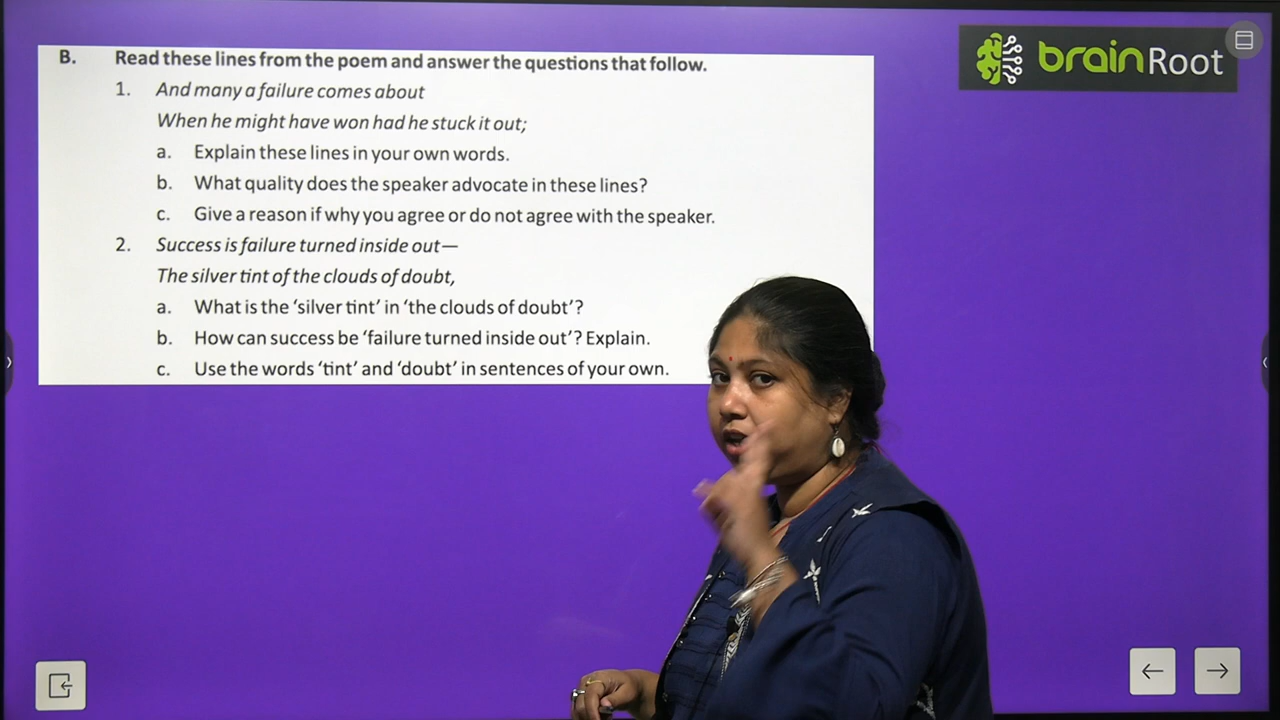 brainRoot
B. Read these lines from the poem and answer the questions that follow.
1. And many a failure comes about
When he might have won had he stuck it out;
a. Explain these lines in your own words.
b. What quality does the speaker advocate in these lines?
c. Give a reason if why you agree or do not agree with the speaker.
2. Success is failure turned inside out—
The silver tint of the clouds of doubt,
a. What is the ‘silver tint’ in ‘the clouds of doubt’?
b. How can success be ‘failure turned inside out’? Explain.
c. Use the words ‘tint’ and ‘doubt’ in sentences of your own.